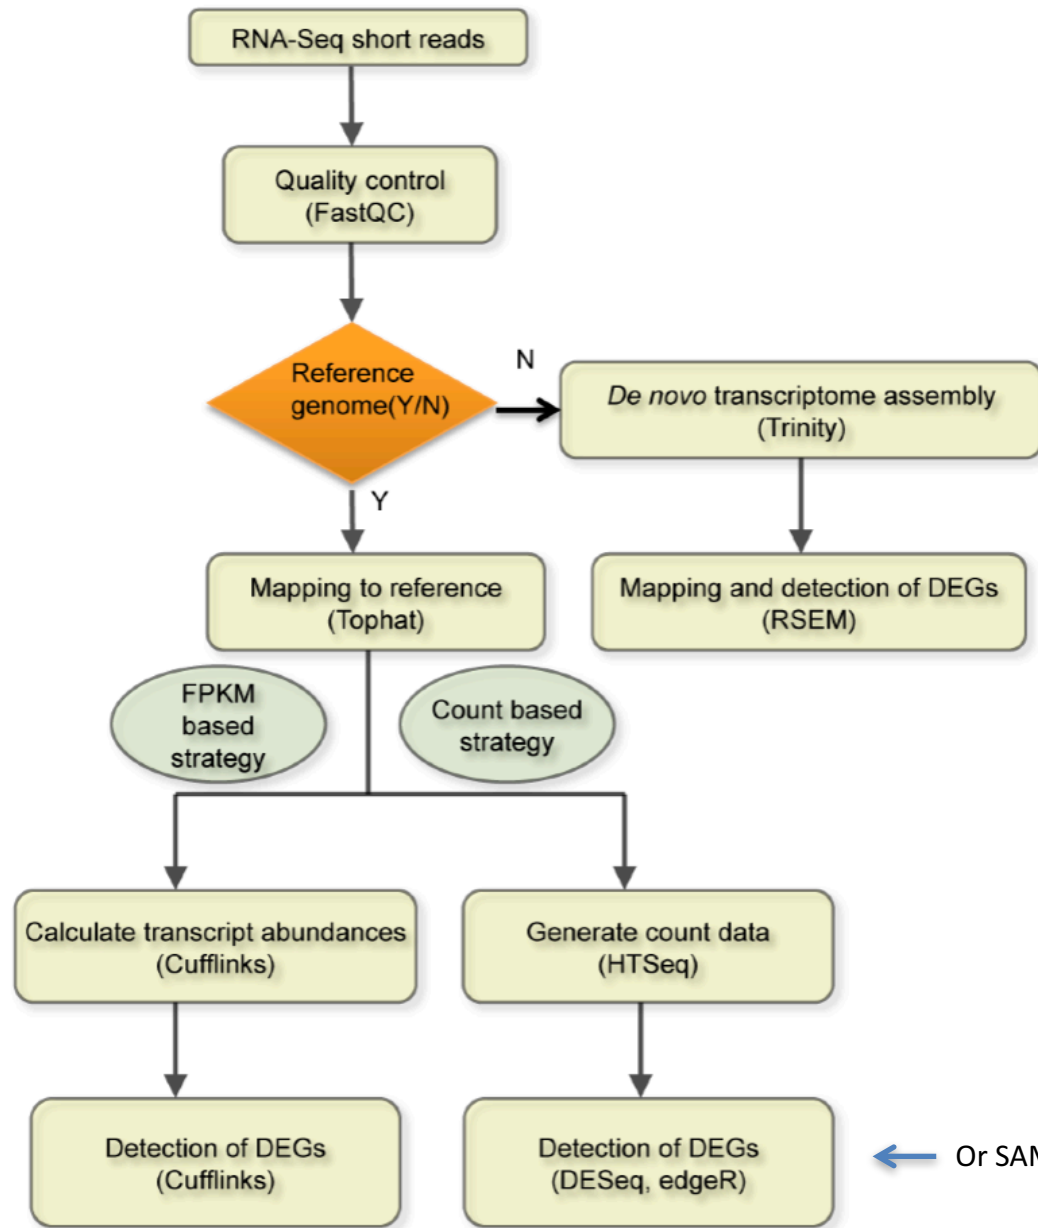 RNA-Seq short reads
Quality control
(FastQC)
Reference
genome(Y/N)
N
De novo transcriptome assembly
(Trinity)
Y
Mapping to reference
(Tophat)
Mapping and detection of DEGs
(RSEM)
FPKM
based
strategy
Count based
strategy
Calculate transcript abundances
(Cufflinks)
Generate count data
(HTSeq)
Detection of DEGs
(Cufflinks)
Detection of DEGs
(DESeq, edgeR)
Or SAM